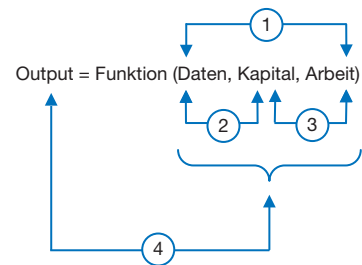 1
Output = Funktion (Daten, Kapital, Arbeit)
2 3
4